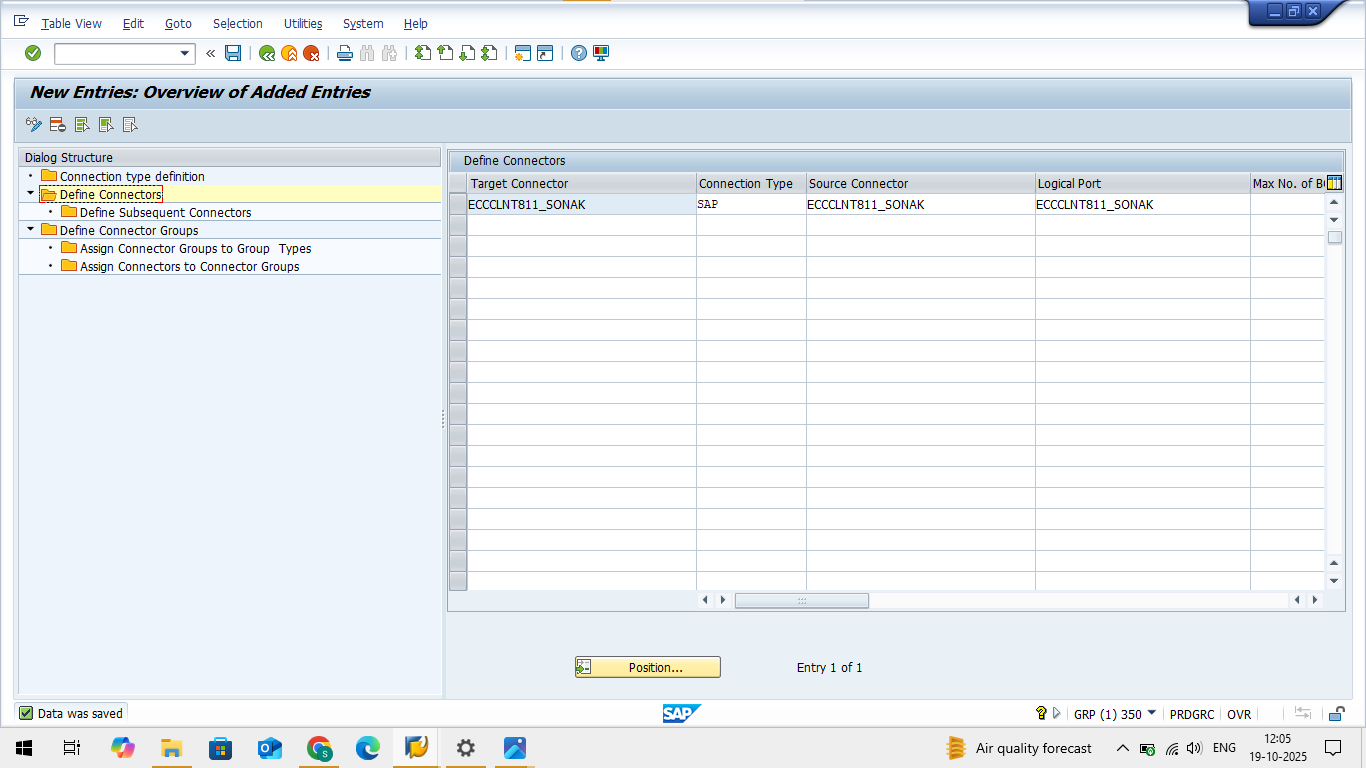 Table View Edit Goto Selection Utilities System Help
New Entries: Overview of Added Entries
Dialog Structure
Connection type definition
Define Connectors
Define Subsequent Connectors
Define Connector Groups
Assign Connector Groups to Group Types
Assign Connectors to Connector Groups
Define Connectors
Target Connector Connection Type Source Connector Logical Port Max No. of B
ECCCLNT811_SONAK SAP ECCCLNT811_SONAK ECCCLNT811_SONAK
Position... Entry 1 of 1
Data was saved SAP GRP (1) 350 PRDGRC OVR
Air quality forecast ENG 12:05
19-10-2025